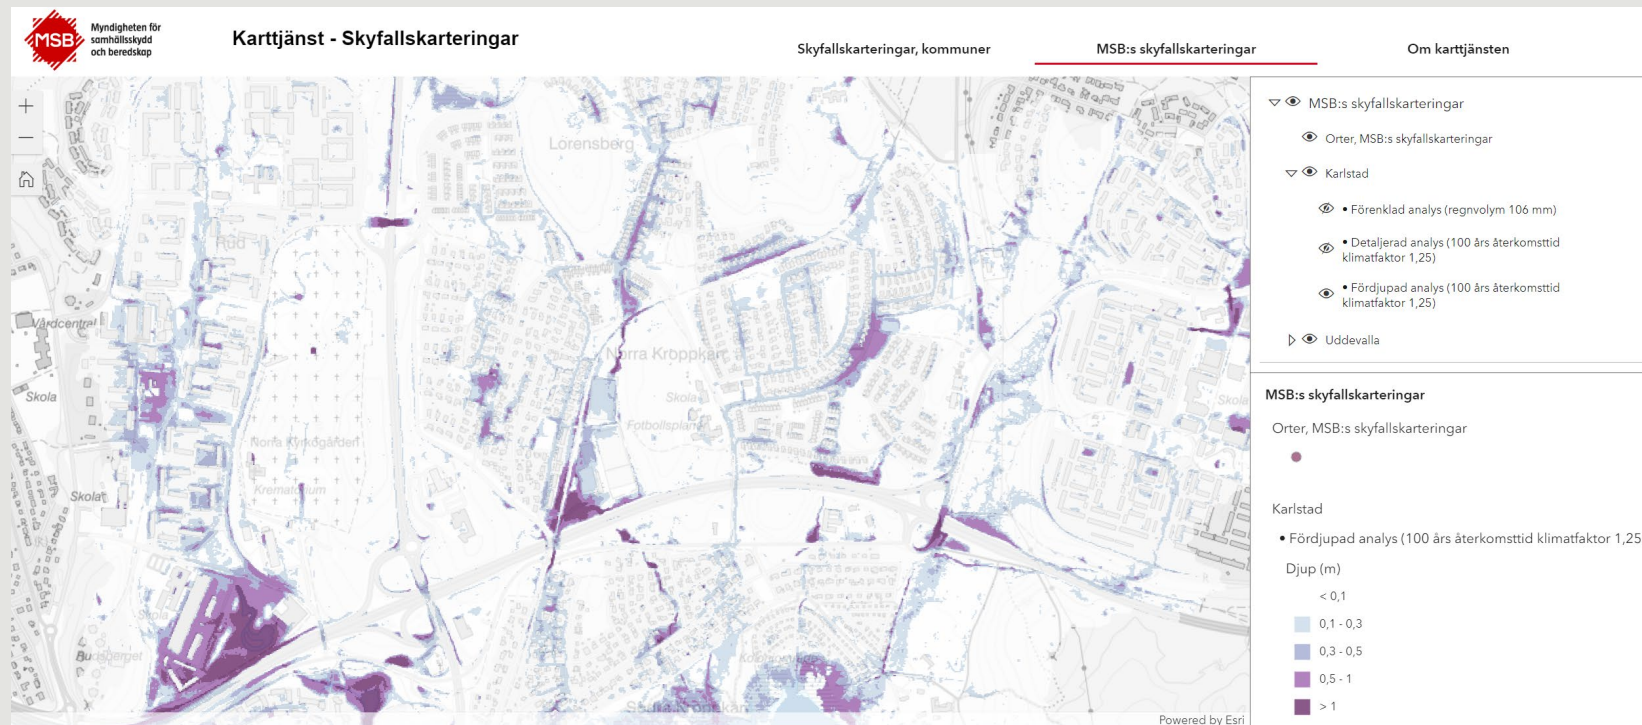 MSB
Myndigheten för
samhällsskydd
och beredskap
Karttjänst - Skyfallskarteringar
Skyfallskarteringar, kommuner
MSB:s skyfallskarteringar
Om karttjänsten
Lorensberg
Rud
Vårdcentral
Norra Kroppkärr
Skola
Skola
Skola
Fotbollsplan
Norra Kyrkogården
Krematorium
Skola
Skola
Rudsberget
Södra Kroppkärr
Powered by Esri
MSB:s skyfallskarteringar
Orter, MSB:s skyfallskarteringar
Karlstad
• Förenklad analys (regnvolym 106 mm)
• Detaljerad analys (100 års återkomsttid
klimatfaktor 1,25)
• Fördjupad analys (100 års återkomsttid
klimatfaktor 1,25)
Uddevalla
MSB:s skyfallskarteringar
Orter, MSB:s skyfallskarteringar
Karlstad
• Fördjupad analys (100 års återkomsttid klimatfaktor 1,25
Djup (m)
< 0,1
0,1 - 0,3
0,3 - 0,5
0,5 - 1
> 1